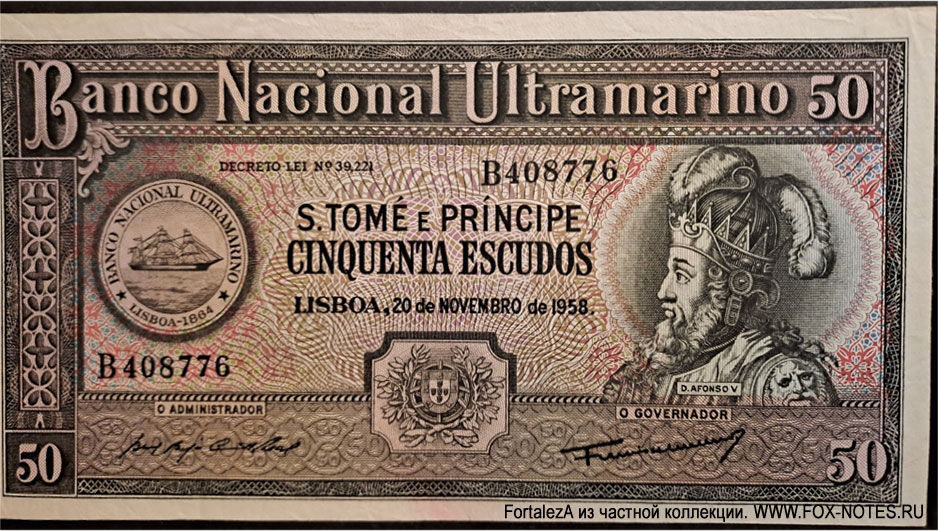 Banco Nacional Ultramarino 50
DECRETO-LEI Nº 39,221
B408776
BANCO NACIONAL ULTRAMARINO
LISBOA-1864
S. TOMÉ E PRÍNCIPE
CINQUENTA ESCUDOS
LISBOA, 20 de NOVEMBRO de 1958.
B408776
D. AFONSO V
O ADMINISTRADOR
O GOVERNADOR
50
50
FortalezA из частной коллекции. WWW.FOX-NOTES.RU